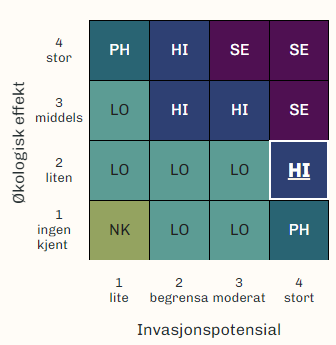 Økologisk effekt
4
stor
PH HI SE SE
3
middels
LO HI HI SE
2
liten
LO LO LO HI
1
ingen
kjent
NK LO LO PH
1 2 3 4
lite begrensa moderat stort
Invasjonspotensial